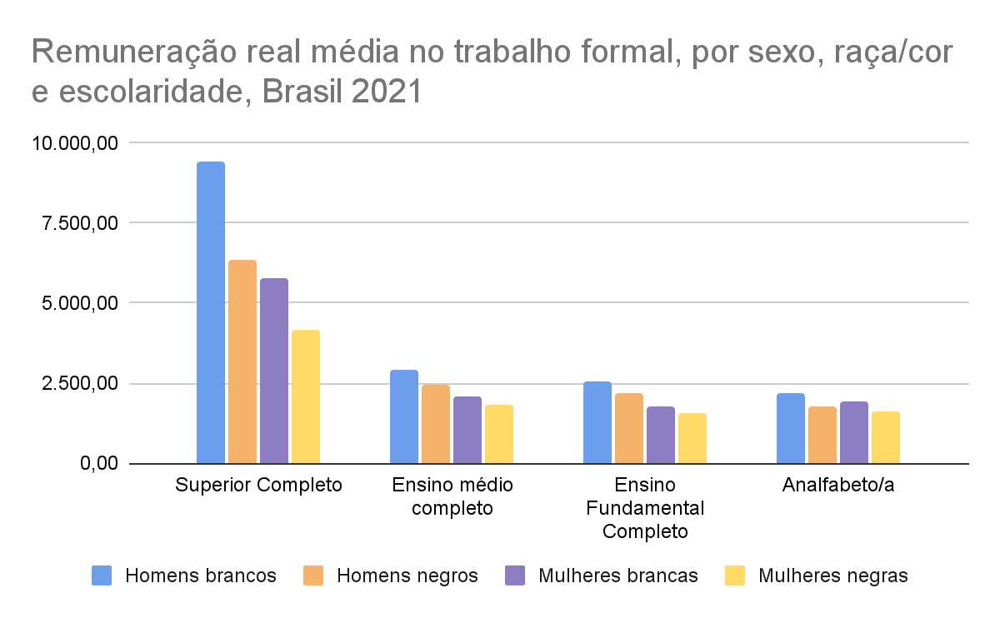 Remuneração real média no trabalho formal, por sexo, raça/cor
e escolaridade, Brasil 2021
10.000,00
7.500,00
5.000,00
2.500,00
0,00
Superior Completo
Ensino médio
completo
Ensino
Fundamental
Completo
Analfabeto/a
Homens brancos
Homens negros
Mulheres brancas
Mulheres negras